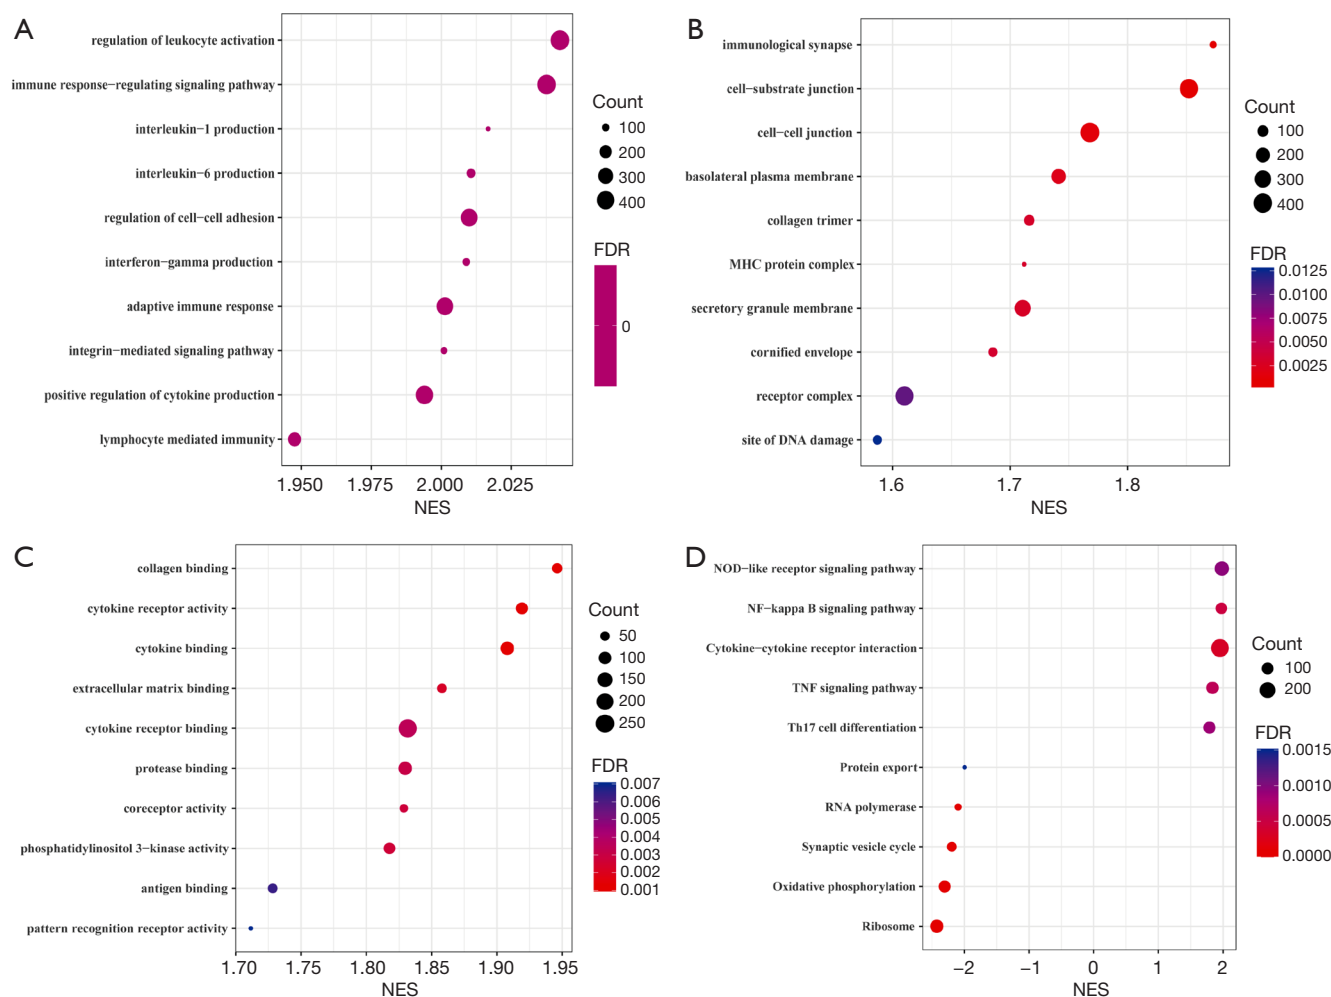 A
regulation of leukocyte activation
immune response−regulating signaling pathway
interleukin−1 production
interleukin−6 production
regulation of cell−cell adhesion
interferon−gamma production
adaptive immune response
integrin−mediated signaling pathway
positive regulation of cytokine production
lymphocyte mediated immunity
1.950 1.975 2.000 2.025
NES
Count
100
200
300
400
FDR
0
B
immunological synapse
cell−substrate junction
cell−cell junction
basolateral plasma membrane
collagen trimer
MHC protein complex
secretory granule membrane
cornified envelope
receptor complex
site of DNA damage
1.6 1.7 1.8
NES
Count
100
200
300
400
FDR
0.0125
0.0100
0.0075
0.0050
0.0025
C
collagen binding
cytokine receptor activity
cytokine binding
extracellular matrix binding
cytokine receptor binding
protease binding
coreceptor activity
phosphatidylinositol 3−kinase activity
antigen binding
pattern recognition receptor activity
1.70 1.75 1.80 1.85 1.90 1.95
NES
Count
50
100
150
200
250
FDR
0.007
0.006
0.005
0.004
0.003
0.002
0.001
D
NOD−like receptor signaling pathway
NF−kappa B signaling pathway
Cytokine−cytokine receptor interaction
TNF signaling pathway
Th17 cell differentiation
Protein export
RNA polymerase
Synaptic vesicle cycle
Oxidative phosphorylation
Ribosome
−2 −1 0 1 2
NES
Count
100
200
FDR
0.0015
0.0010
0.0005
0.0000